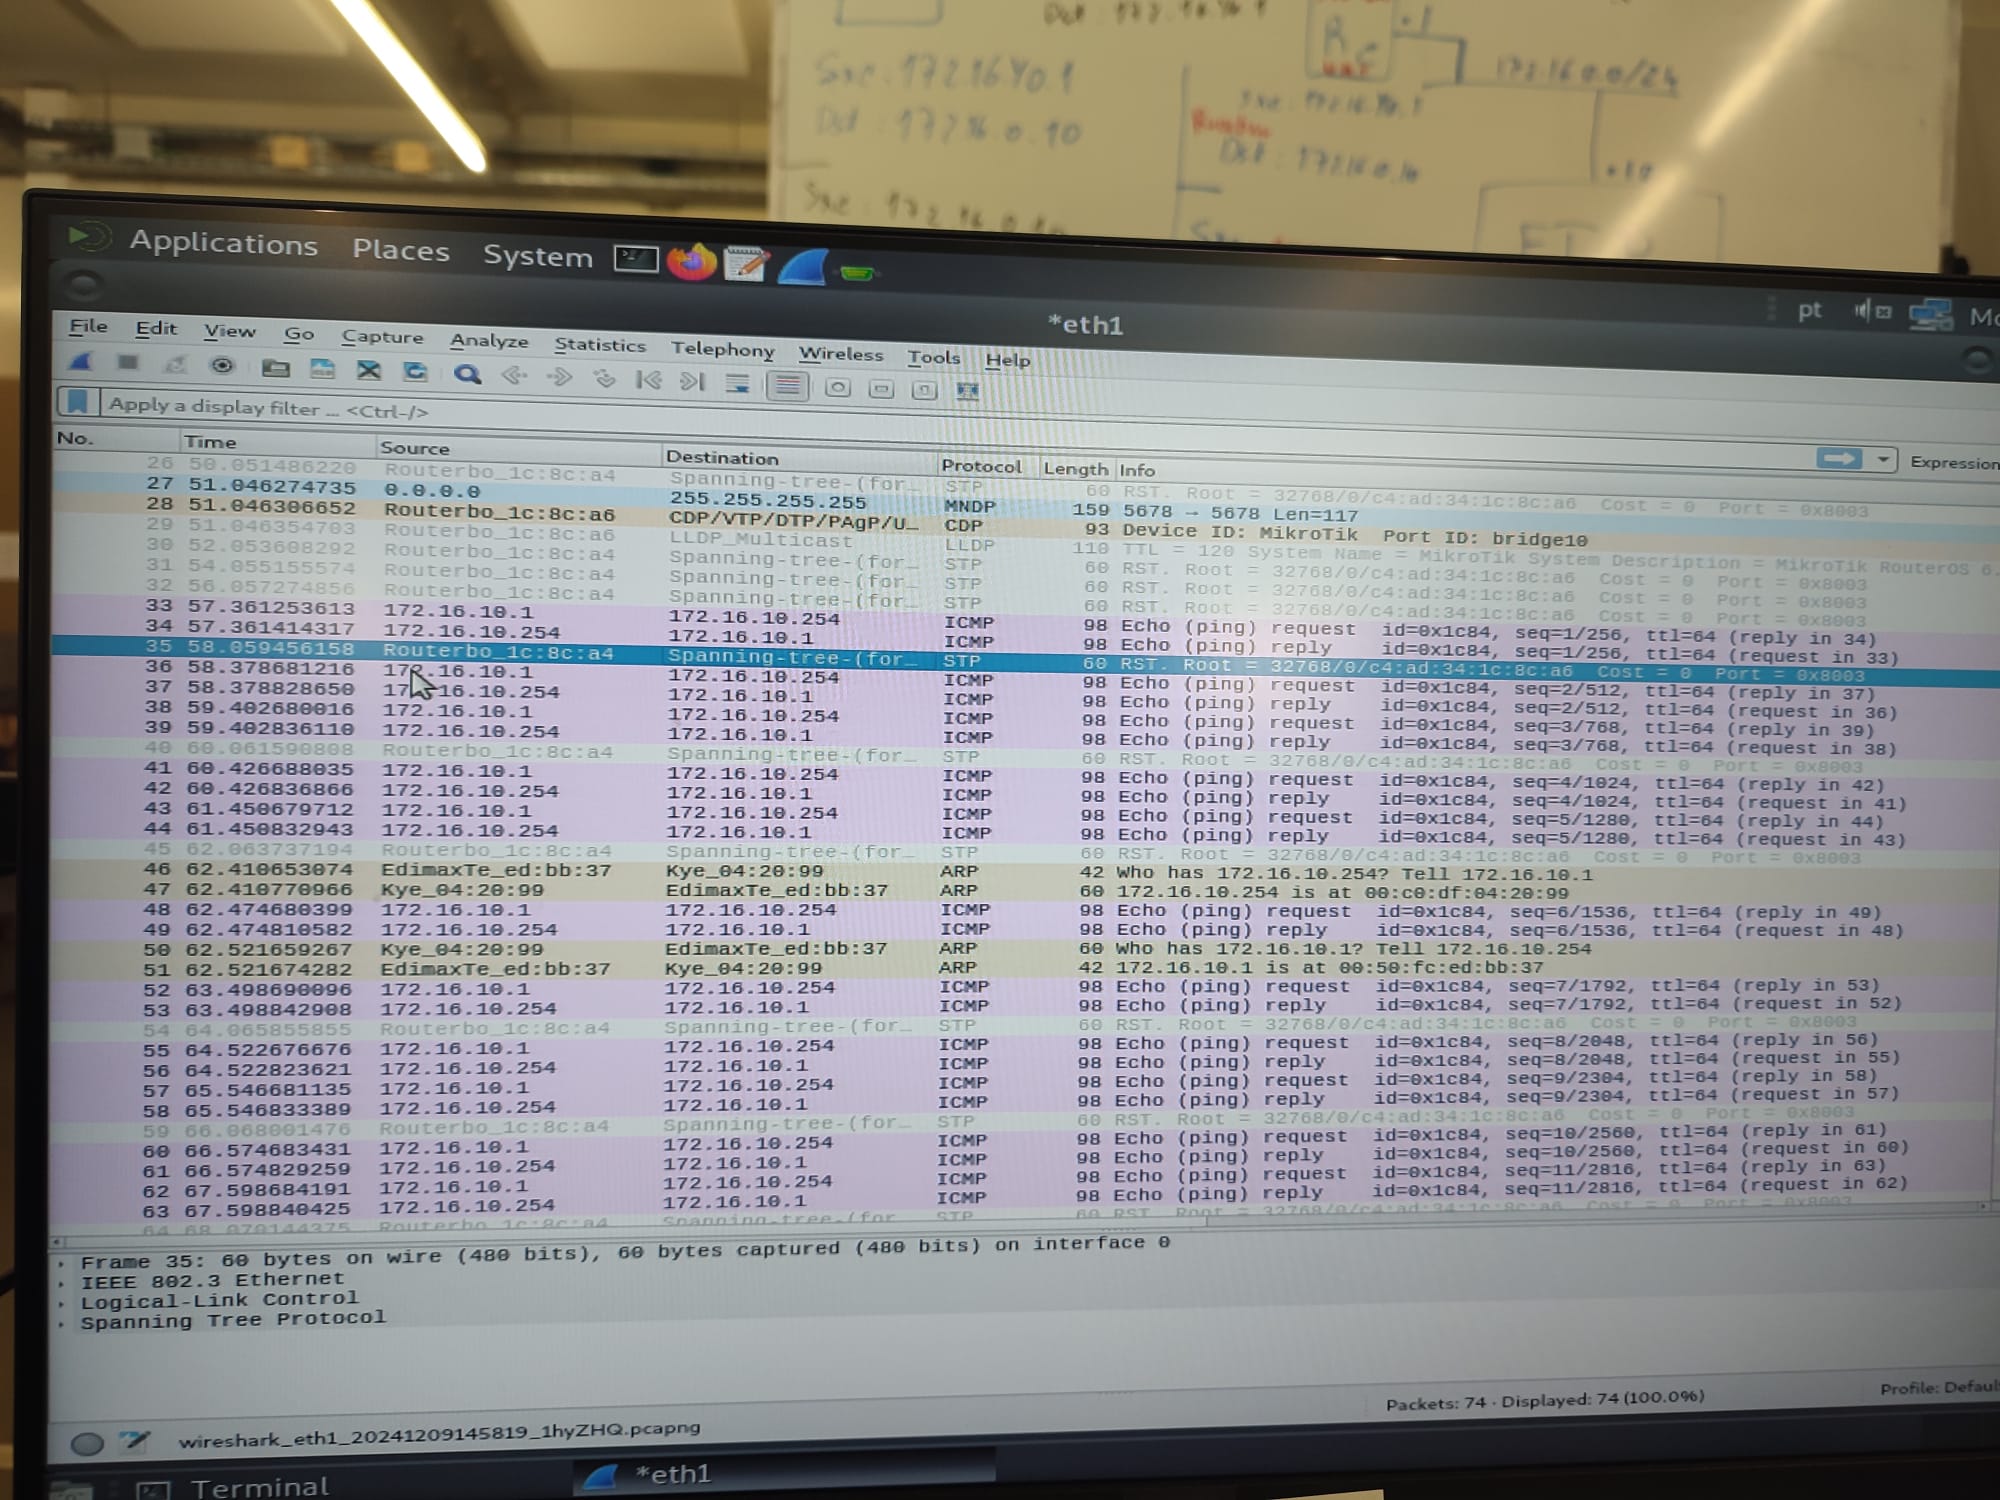 Dst: 172.16.40.1
R
Src: 172.16.40.1
172.16.0.0/24
Dst: 172.16.0.10
Src: 172.16.40.1
Dst: 172.16.0.10
Src: 172.16.0.10
Applications Places System
pt
*eth1
File Edit View Go Capture Analyze Statistics Telephony Wireless Tools Help
Apply a display filter ... <Ctrl-/>
Expression
No. Time Source Destination Protocol Length Info
26 50.051486220 Routerbo_1c:8c:a4 Spanning-tree-(for… STP 60 RST. Root = 32768/0/c4:ad:34:1c:8c:a6 Cost = 0 Port = 0x8003
27 51.046274735 0.0.0.0 255.255.255.255 MNDP 159 5678 → 5678 Len=117
28 51.046306652 Routerbo_1c:8c:a6 CDP/VTP/DTP/PAgP/U… CDP 93 Device ID: MikroTik Port ID: bridge10
29 51.046354703 Routerbo_1c:8c:a6 LLDP_Multicast LLDP 110 TTL = 120 System Name = MikroTik System Description = MikroTik RouterOS 6.
30 52.053608292 Routerbo_1c:8c:a4 Spanning-tree-(for… STP 60 RST. Root = 32768/0/c4:ad:34:1c:8c:a6 Cost = 0 Port = 0x8003
31 54.055155574 Routerbo_1c:8c:a4 Spanning-tree-(for… STP 60 RST. Root = 32768/0/c4:ad:34:1c:8c:a6 Cost = 0 Port = 0x8003
32 56.057274856 Routerbo_1c:8c:a4 Spanning-tree-(for… STP 60 RST. Root = 32768/0/c4:ad:34:1c:8c:a6 Cost = 0 Port = 0x8003
33 57.361253613 172.16.10.1 172.16.10.254 ICMP 98 Echo (ping) request id=0x1c84, seq=1/256, ttl=64 (reply in 34)
34 57.361414317 172.16.10.254 172.16.10.1 ICMP 98 Echo (ping) reply id=0x1c84, seq=1/256, ttl=64 (request in 33)
35 58.059456158 Routerbo_1c:8c:a4 Spanning-tree-(for… STP 60 RST. Root = 32768/0/c4:ad:34:1c:8c:a6 Cost = 0 Port = 0x8003
36 58.378681216 172.16.10.1 172.16.10.254 ICMP 98 Echo (ping) request id=0x1c84, seq=2/512, ttl=64 (reply in 37)
37 58.378828650 172.16.10.254 172.16.10.1 ICMP 98 Echo (ping) reply id=0x1c84, seq=2/512, ttl=64 (request in 36)
38 59.402680016 172.16.10.1 172.16.10.254 ICMP 98 Echo (ping) request id=0x1c84, seq=3/768, ttl=64 (reply in 39)
39 59.402836110 172.16.10.254 172.16.10.1 ICMP 98 Echo (ping) reply id=0x1c84, seq=3/768, ttl=64 (request in 38)
40 60.061590808 Routerbo_1c:8c:a4 Spanning-tree-(for… STP 60 RST. Root = 32768/0/c4:ad:34:1c:8c:a6 Cost = 0 Port = 0x8003
41 60.426688035 172.16.10.1 172.16.10.254 ICMP 98 Echo (ping) request id=0x1c84, seq=4/1024, ttl=64 (reply in 42)
42 60.426836866 172.16.10.254 172.16.10.1 ICMP 98 Echo (ping) reply id=0x1c84, seq=4/1024, ttl=64 (request in 41)
43 61.450679712 172.16.10.1 172.16.10.254 ICMP 98 Echo (ping) request id=0x1c84, seq=5/1280, ttl=64 (reply in 44)
44 61.450832943 172.16.10.254 172.16.10.1 ICMP 98 Echo (ping) reply id=0x1c84, seq=5/1280, ttl=64 (request in 43)
45 62.063737194 Routerbo_1c:8c:a4 Spanning-tree-(for… STP 60 RST. Root = 32768/0/c4:ad:34:1c:8c:a6 Cost = 0 Port = 0x8003
46 62.410653074 EdimaxTe_ed:bb:37 Kye_04:20:99 ARP 42 Who has 172.16.10.254? Tell 172.16.10.1
47 62.410770966 Kye_04:20:99 EdimaxTe_ed:bb:37 ARP 60 172.16.10.254 is at 00:c0:df:04:20:99
48 62.474680399 172.16.10.1 172.16.10.254 ICMP 98 Echo (ping) request id=0x1c84, seq=6/1536, ttl=64 (reply in 49)
49 62.474810582 172.16.10.254 172.16.10.1 ICMP 98 Echo (ping) reply id=0x1c84, seq=6/1536, ttl=64 (request in 48)
50 62.521659267 Kye_04:20:99 EdimaxTe_ed:bb:37 ARP 60 Who has 172.16.10.1? Tell 172.16.10.254
51 62.521674282 EdimaxTe_ed:bb:37 Kye_04:20:99 ARP 42 172.16.10.1 is at 00:50:fc:ed:bb:37
52 63.498690096 172.16.10.1 172.16.10.254 ICMP 98 Echo (ping) request id=0x1c84, seq=7/1792, ttl=64 (reply in 53)
53 63.498842908 172.16.10.254 172.16.10.1 ICMP 98 Echo (ping) reply id=0x1c84, seq=7/1792, ttl=64 (request in 52)
54 64.065855855 Routerbo_1c:8c:a4 Spanning-tree-(for… STP 60 RST. Root = 32768/0/c4:ad:34:1c:8c:a6 Cost = 0 Port = 0x8003
55 64.522676676 172.16.10.1 172.16.10.254 ICMP 98 Echo (ping) request id=0x1c84, seq=8/2048, ttl=64 (reply in 56)
56 64.522823621 172.16.10.254 172.16.10.1 ICMP 98 Echo (ping) reply id=0x1c84, seq=8/2048, ttl=64 (request in 55)
57 65.546681135 172.16.10.1 172.16.10.254 ICMP 98 Echo (ping) request id=0x1c84, seq=9/2304, ttl=64 (reply in 58)
58 65.546833389 172.16.10.254 172.16.10.1 ICMP 98 Echo (ping) reply id=0x1c84, seq=9/2304, ttl=64 (request in 57)
59 66.068001476 Routerbo_1c:8c:a4 Spanning-tree-(for… STP 60 RST. Root = 32768/0/c4:ad:34:1c:8c:a6 Cost = 0 Port = 0x8003
60 66.574683431 172.16.10.1 172.16.10.254 ICMP 98 Echo (ping) request id=0x1c84, seq=10/2560, ttl=64 (reply in 61)
61 66.574829259 172.16.10.254 172.16.10.1 ICMP 98 Echo (ping) reply id=0x1c84, seq=10/2560, ttl=64 (request in 60)
62 67.598684191 172.16.10.1 172.16.10.254 ICMP 98 Echo (ping) request id=0x1c84, seq=11/2816, ttl=64 (reply in 63)
63 67.598840425 172.16.10.254 172.16.10.1 ICMP 98 Echo (ping) reply id=0x1c84, seq=11/2816, ttl=64 (request in 62)
64 68.070144375 Routerbo_1c:8c:a4 Spanning-tree-(for STP 60 RST. Root = 32768/0/c4:ad:34:1c:8c:a6 Cost = 0 Port = 0x8003
Frame 35: 60 bytes on wire (480 bits), 60 bytes captured (480 bits) on interface 0
IEEE 802.3 Ethernet
Logical-Link Control
Spanning Tree Protocol
wireshark_eth1_20241209145819_1hyZHQ.pcapng
Packets: 74 · Displayed: 74 (100.0%)
Profile: Defaul
Terminal
*eth1